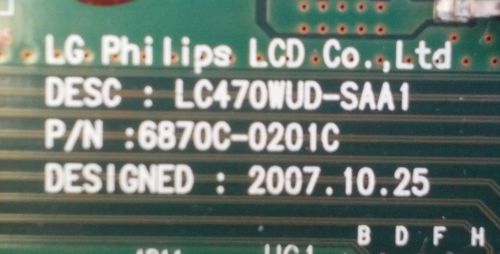 LG Philips LCD Co.,Ltd
DESC : LC470WUD-SAA1
P/N :6870C-0201C
DESIGNED : 2007.10.25
B D F H